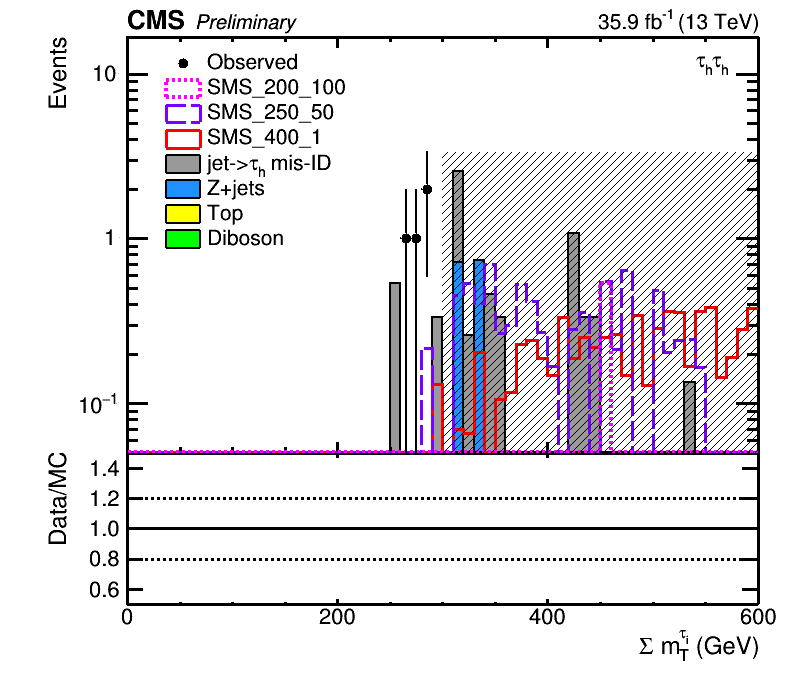 CMS Preliminary 35.9 fb⁻¹ (13 TeV)
Events
10
1
10⁻¹
τₕτₕ
Observed
SMS_200_100
SMS_250_50
SMS_400_1
jet->τₕ mis-ID
Z+jets
Top
Diboson
Data/MC
1.4
1.2
1.0
0.8
0.6
0 200 400 600
Σ m_T^{τ_i} (GeV)